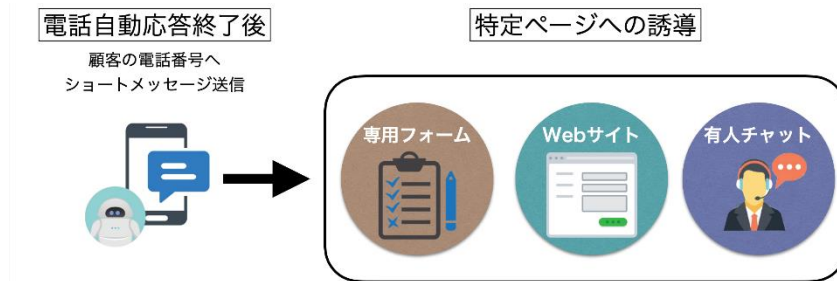 電話自動応答終了後
顧客の電話番号へ
ショートメッセージ送信
特定ページへの誘導
専用フォーム
Webサイト
有人チャット